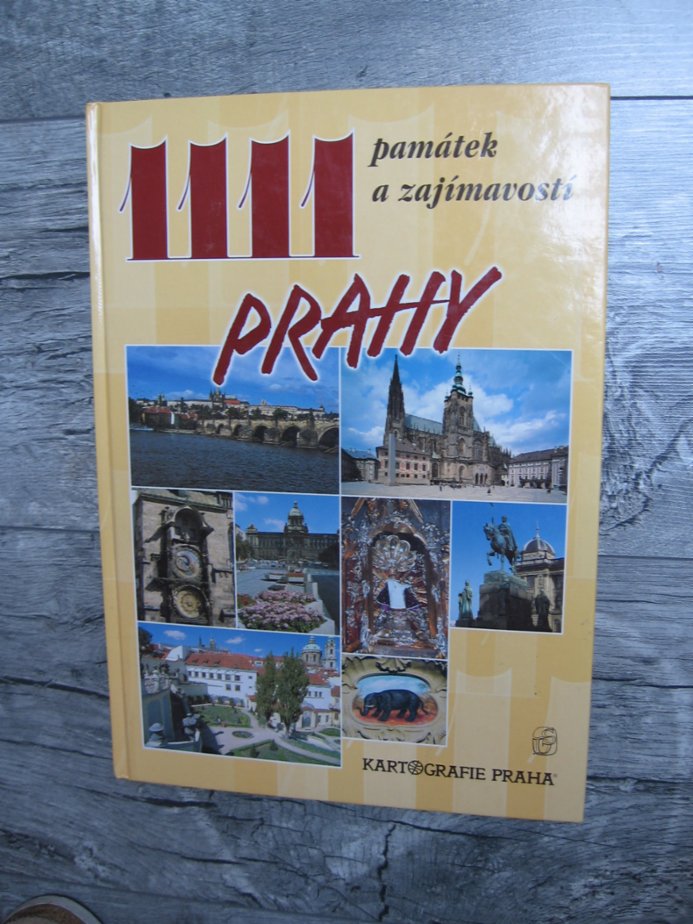 1111
památek
a zajímavostí
PRAHY
KARTOGRAFIE PRAHA®